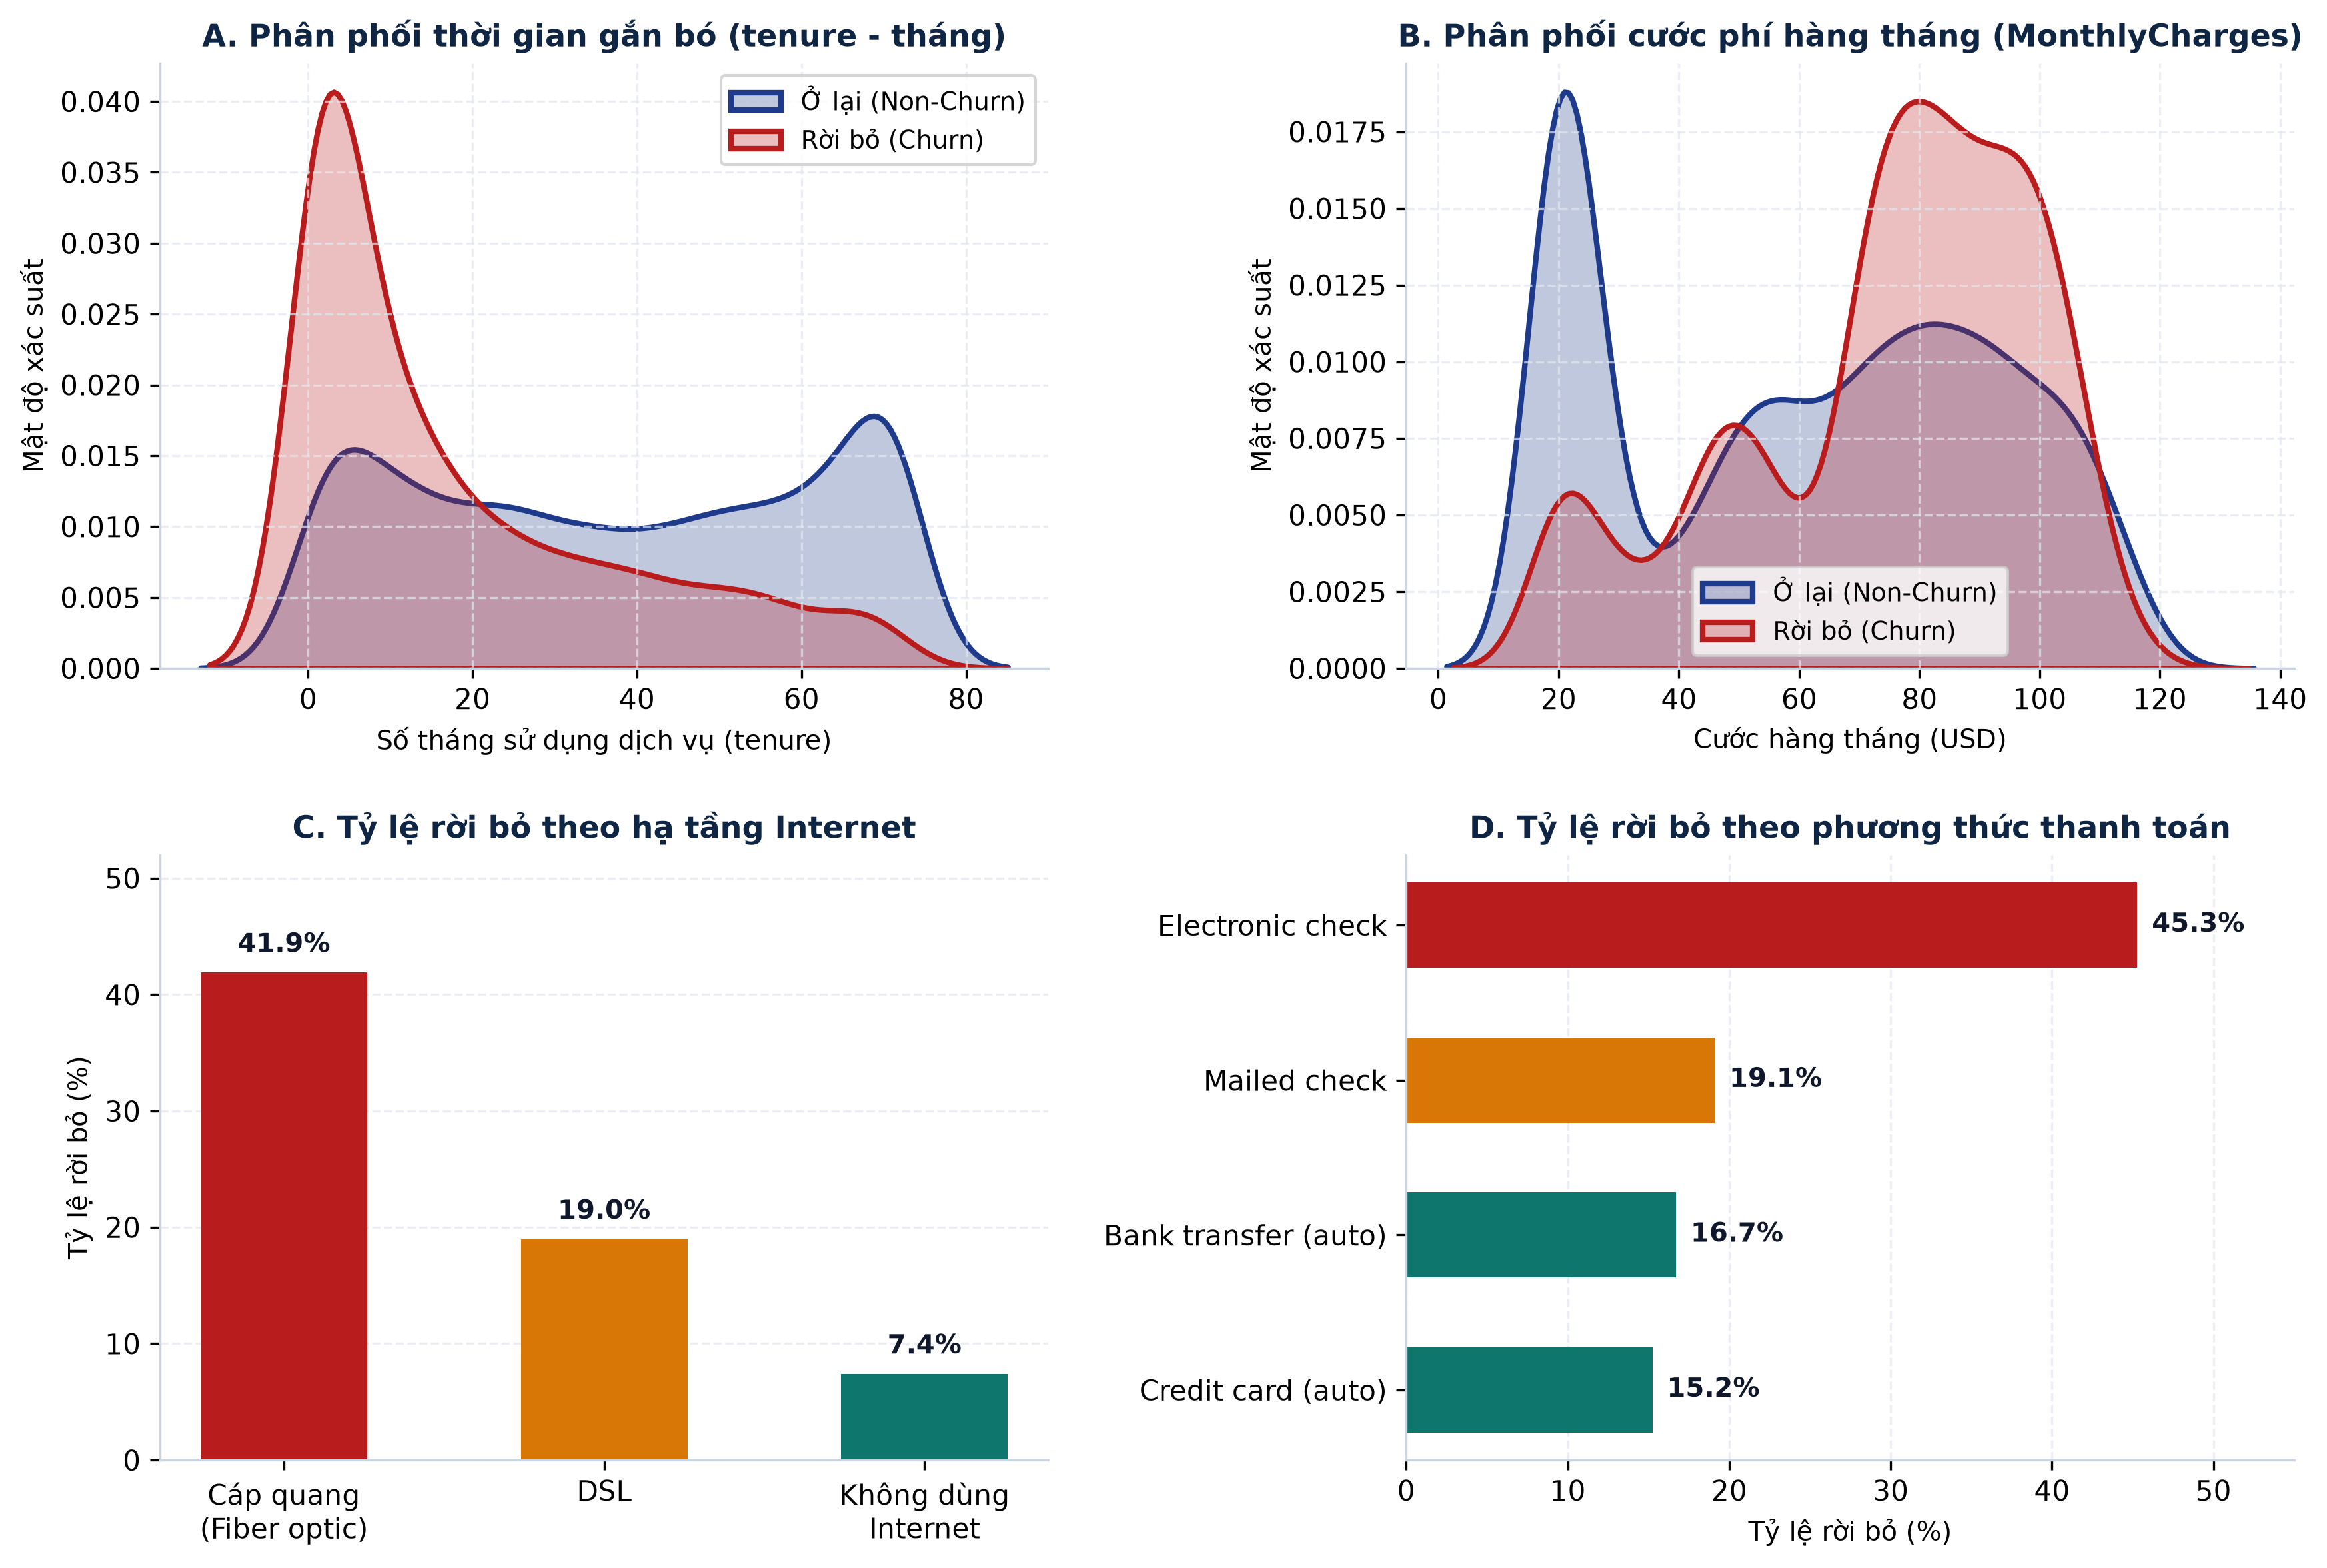 A. Phân phối thời gian gắn bó (tenure - tháng)
Mật độ xác suất
0.040
0.035
0.030
0.025
0.020
0.015
0.010
0.005
0.000
Ở lại (Non-Churn)
Rời bỏ (Churn)
0 20 40 60 80
Số tháng sử dụng dịch vụ (tenure)
B. Phân phối cước phí hàng tháng (MonthlyCharges)
Mật độ xác suất
0.0175
0.0150
0.0125
0.0100
0.0075
0.0050
0.0025
0.0000
Ở lại (Non-Churn)
Rời bỏ (Churn)
0 20 40 60 80 100 120 140
Cước hàng tháng (USD)
C. Tỷ lệ rời bỏ theo hạ tầng Internet
Tỷ lệ rời bỏ (%)
50
40
30
20
10
0
41.9%
19.0%
7.4%
Cáp quang
(Fiber optic)
DSL
Không dùng
Internet
D. Tỷ lệ rời bỏ theo phương thức thanh toán
Electronic check 45.3%
Mailed check 19.1%
Bank transfer (auto) 16.7%
Credit card (auto) 15.2%
0 10 20 30 40 50
Tỷ lệ rời bỏ (%)